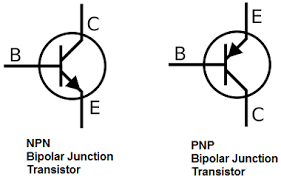 C
B
E
NPN
Bipolar Junction
Transistor
E
B
C
PNP
Bipolar Junction
Transistor